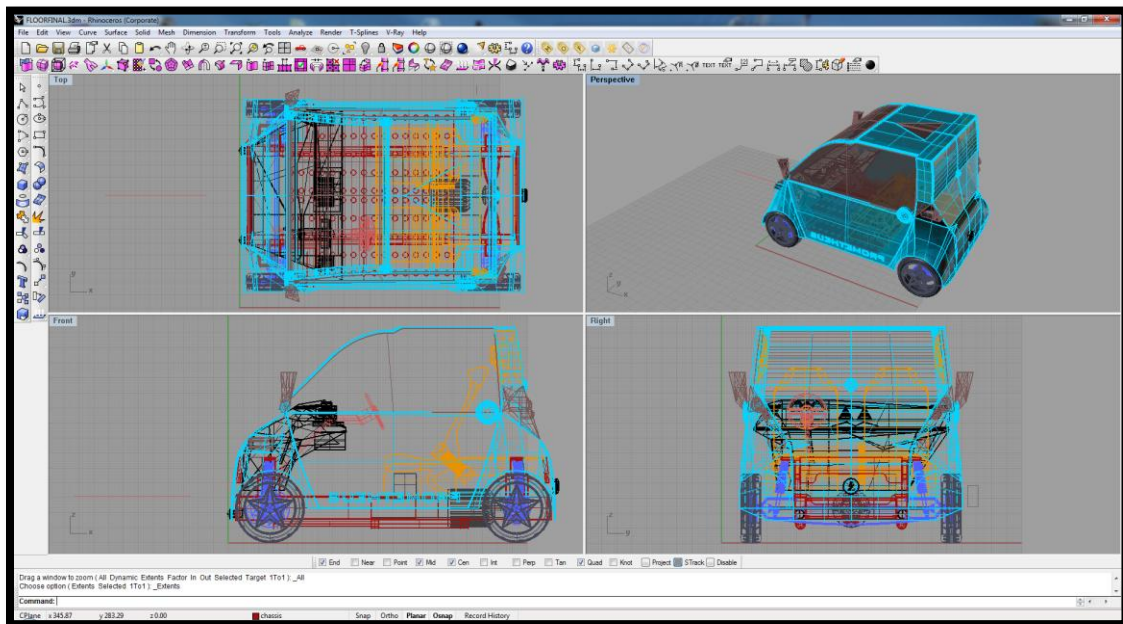 FLOORFINAL.3dm - Rhinoceros (Corporate)
File Edit View Curve Surface Solid Mesh Dimension Transform Tools Analyze Render T-Splines V-Ray Help
TEXT TEXT
Top
Perspective
PROMETHEUS
y
x
z
y
x
Front
Right
z
x
z
y
End Near Point Mid Cen Int Perp Tan Quad Knot Project STrack Disable
Drag a window to zoom ( All Dynamic Extents Factor In Out Selected Target 1To1 ): _All
Choose option ( Extents Selected 1To1 ): _Extents
Command:
CPlane x 345.87 y 283.29 z 0.00 chassis Snap Ortho Planar Osnap Record History